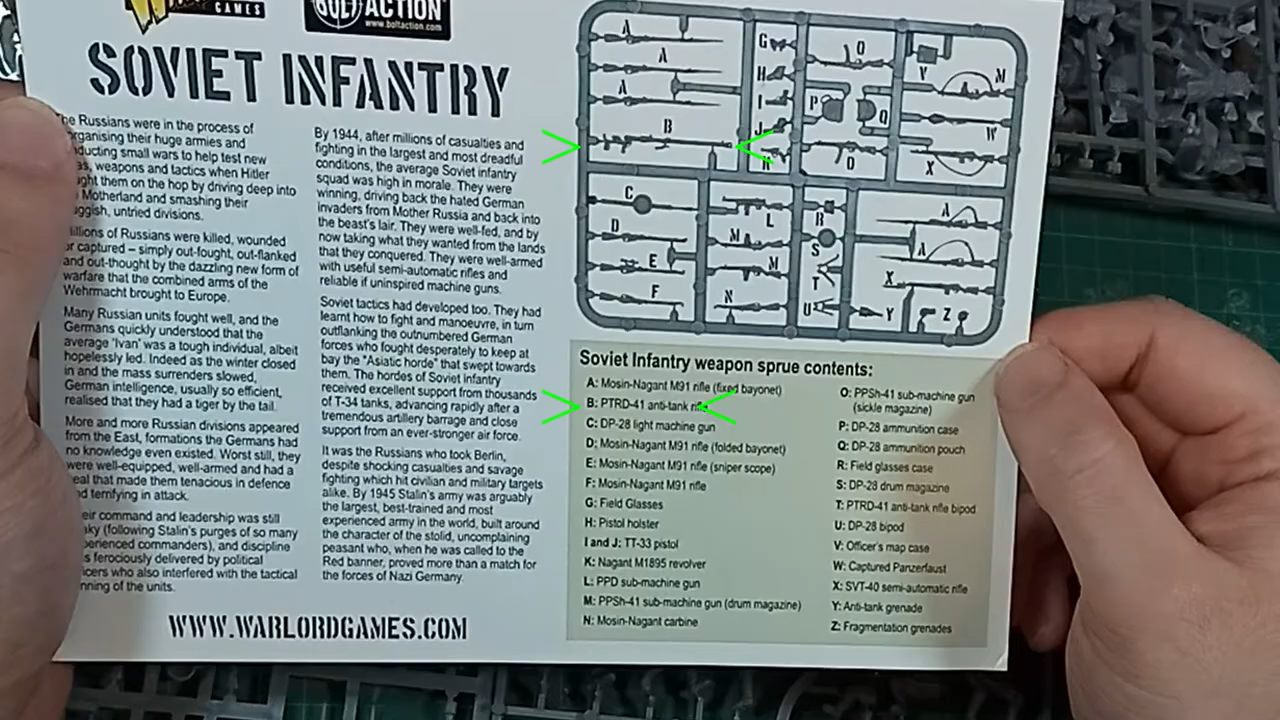 GAMES
BOLT ACTION
www.boltaction.com
SOVIET INFANTRY
The Russians were in the process of
organising their huge armies and
conducting small wars to help test new
weapons and tactics when Hitler
them on the hop by driving deep into
Motherland and smashing their
untried divisions.
Millions of Russians were killed, wounded
or captured – simply out-fought, out-flanked
and out-thought by the dazzling new form of
warfare that the combined arms of the
Wehrmacht brought to Europe.
Many Russian units fought well, and the
Germans quickly understood that the
average 'Ivan' was a tough individual, albeit
hopelessly led. Indeed as the winter closed
in and the mass surrenders slowed,
German intelligence, usually so efficient,
realised that they had a tiger by the tail.
More and more Russian divisions appeared
from the East, formations the Germans had
no knowledge even existed. Worst still, they
were well-equipped, well-armed and had a
zeal that made them tenacious in defence
and terrifying in attack.
Their command and leadership was still
(following Stalin's purges of so many
experienced commanders), and discipline
was ferociously delivered by political
officers who also interfered with the tactical
running of the units.
By 1944, after millions of casualties and
fighting in the largest and most dreadful
conditions, the average Soviet infantry
squad was high in morale. They were
winning, driving back the hated German
invaders from Mother Russia and back into
the beast's lair. They were well-fed, and by
now taking what they wanted from the lands
that they conquered. They were well-armed
with useful semi-automatic rifles and
reliable if uninspired machine guns.
Soviet tactics had developed too. They had
learnt how to fight and manoeuvre, in turn
outflanking the outnumbered German
forces who fought desperately to keep at
bay the "Asiatic horde" that swept towards
them. The hordes of Soviet infantry
received excellent support from thousands
of T-34 tanks, advancing rapidly after a
tremendous artillery barrage and close
support from an ever-stronger air force.
It was the Russians who took Berlin,
despite shocking casualties and savage
fighting which hit civilian and military targets
alike. By 1945 Stalin's army was arguably
the largest, best-trained and most
experienced army in the world, built around
the character of the stolid, uncomplaining
peasant who, when he was called to the
Red banner, proved more than a match for
the forces of Nazi Germany.
WWW.WARLORDGAMES.COM
A
A
A
B
C
D
E
F
G
H
I
J
K
L
M
M
N
O
P
Q
D
R
S
T
U
V
M
W
X
A
A
X
Y
Z
Soviet Infantry weapon sprue contents:
A: Mosin-Nagant M91 rifle (fixed bayonet)
B: PTRD-41 anti-tank rifle
C: DP-28 light machine gun
D: Mosin-Nagant M91 rifle (folded bayonet)
E: Mosin-Nagant M91 rifle (sniper scope)
F: Mosin-Nagant M91 rifle
G: Field Glasses
H: Pistol holster
I and J: TT-33 pistol
K: Nagant M1895 revolver
L: PPD sub-machine gun
M: PPSh-41 sub-machine gun (drum magazine)
N: Mosin-Nagant carbine
O: PPSh-41 sub-machine gun
(sickle magazine)
P: DP-28 ammunition case
Q: DP-28 ammunition pouch
R: Field glasses case
S: DP-28 drum magazine
T: PTRD-41 anti-tank rifle bipod
U: DP-28 bipod
V: Officer's map case
W: Captured Panzerfaust
X: SVT-40 semi-automatic rifle
Y: Anti-tank grenade
Z: Fragmentation grenades